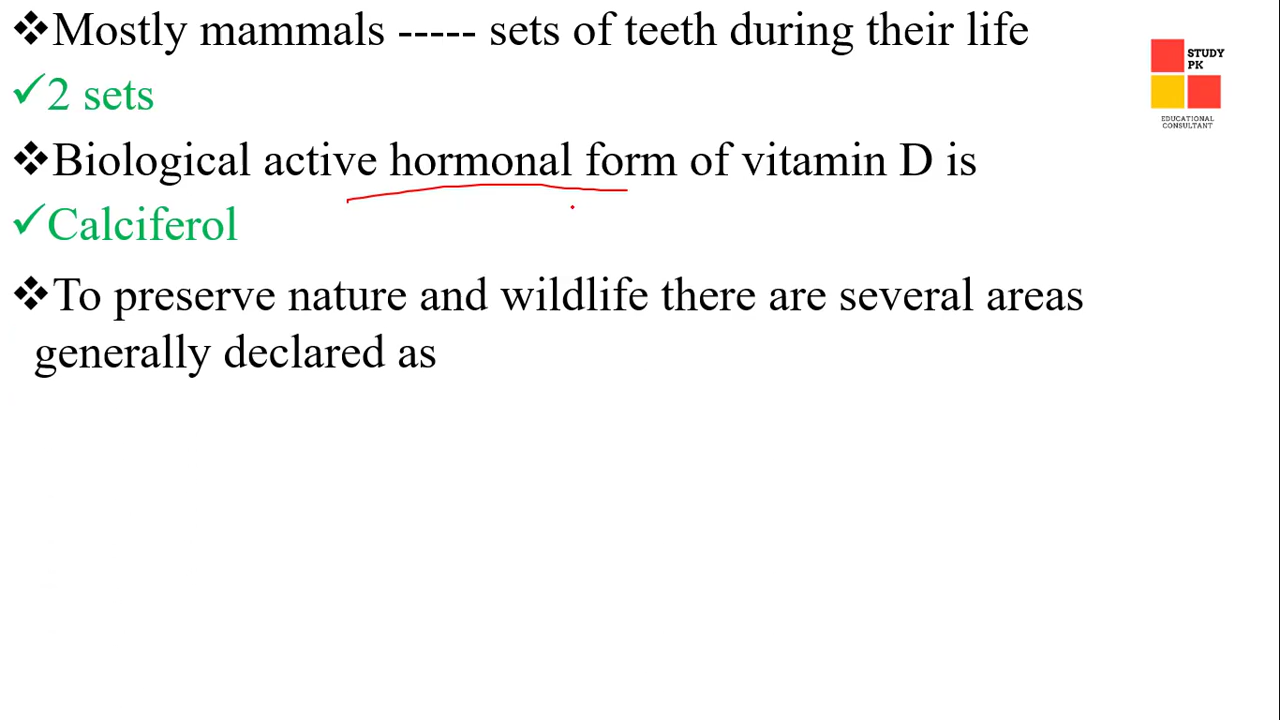 ❖Mostly mammals ----- sets of teeth during their life
✓2 sets
❖Biological active hormonal form of vitamin D is
✓Calciferol
❖To preserve nature and wildlife there are several areas
generally declared as
STUDY
PK
EDUCATIONAL
CONSULTANT